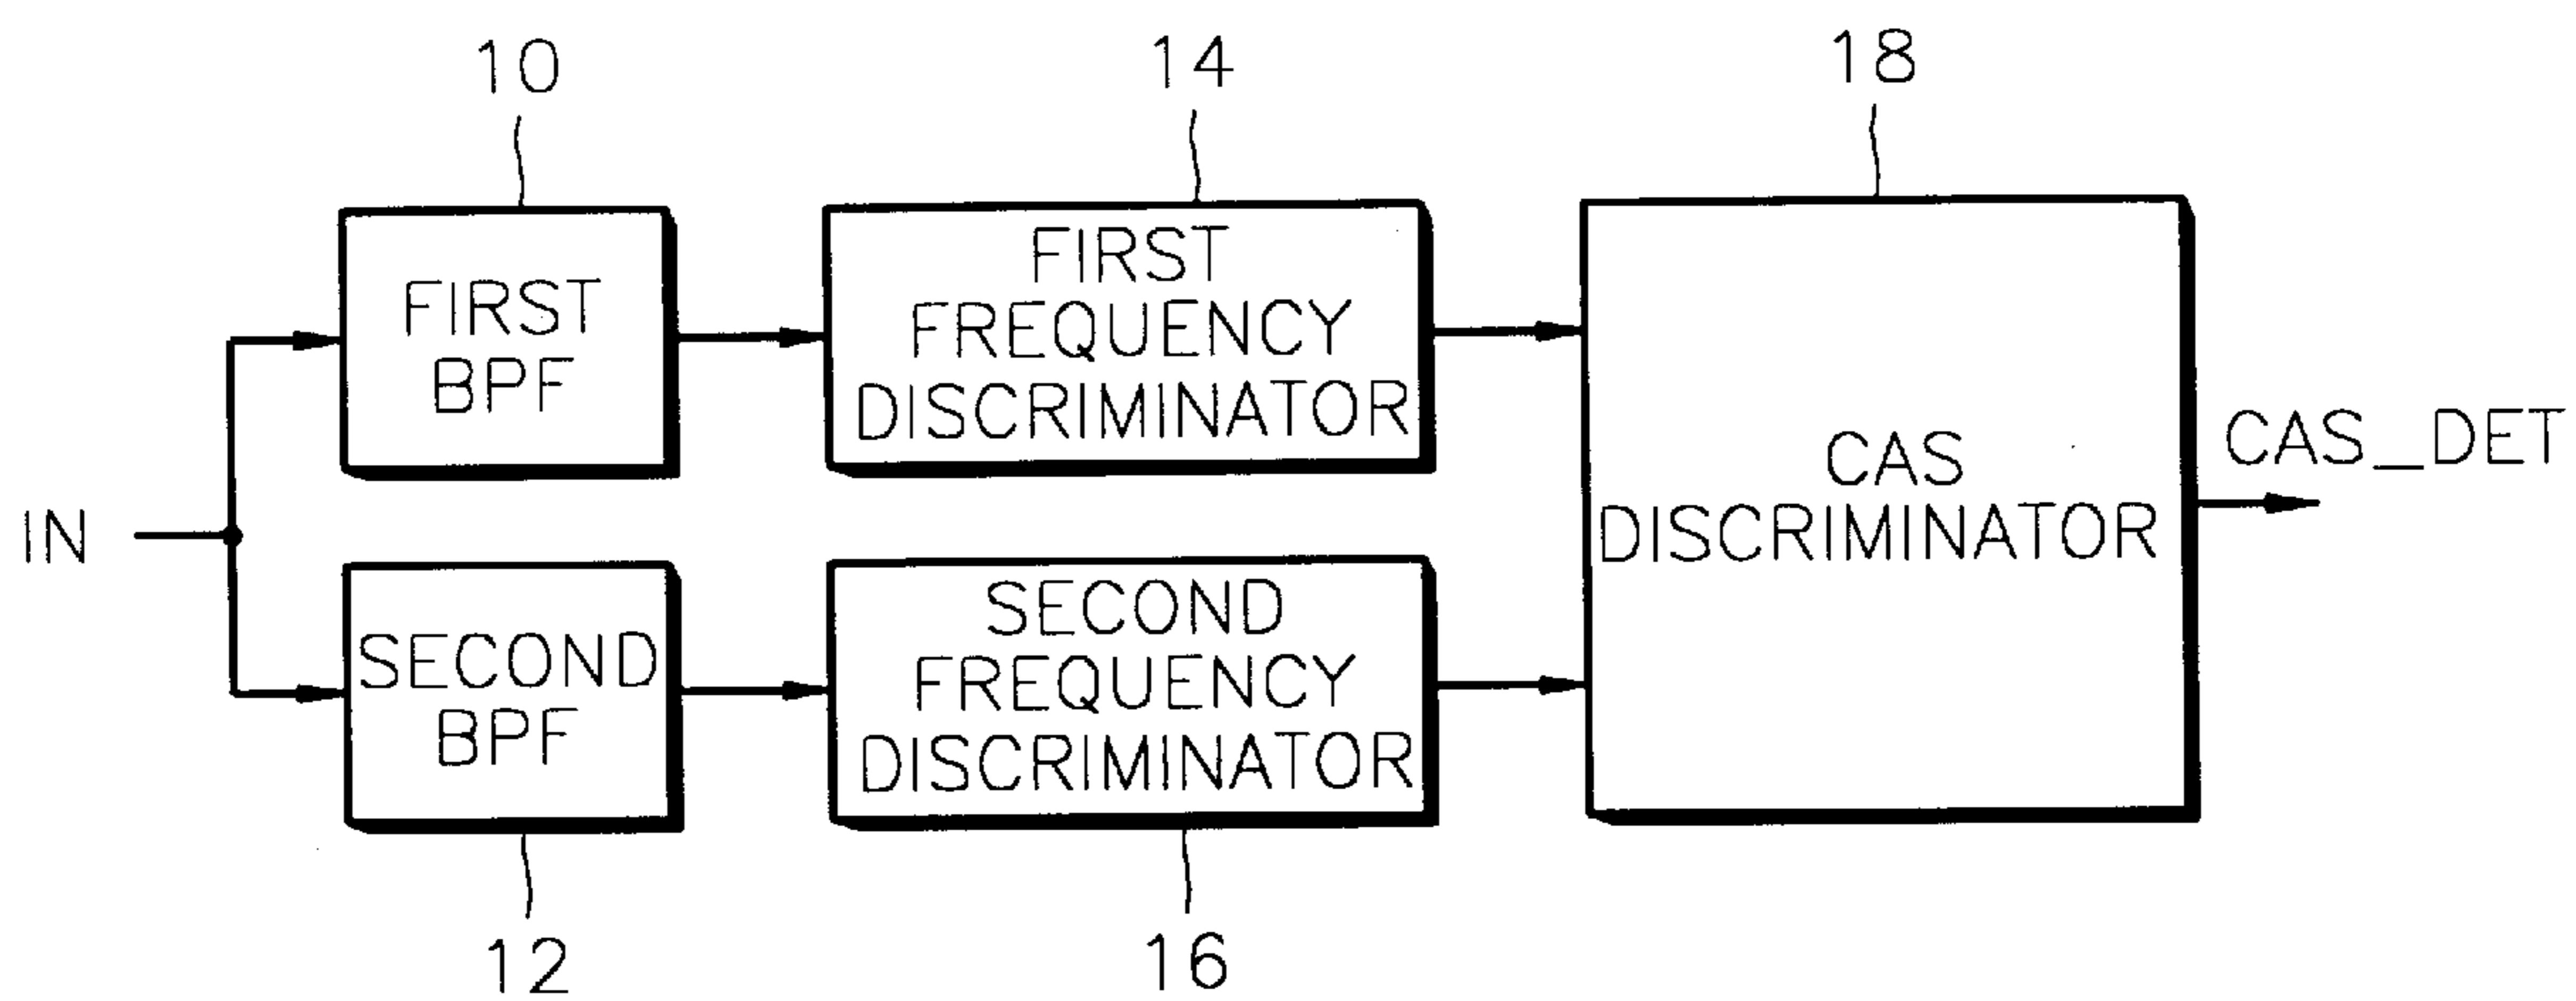 10
14
18
FIRST
BPF
FIRST
FREQUENCY
DISCRIMINATOR
CAS
DISCRIMINATOR
CAS_DET
IN
SECOND
BPF
SECOND
FREQUENCY
DISCRIMINATOR
12
16